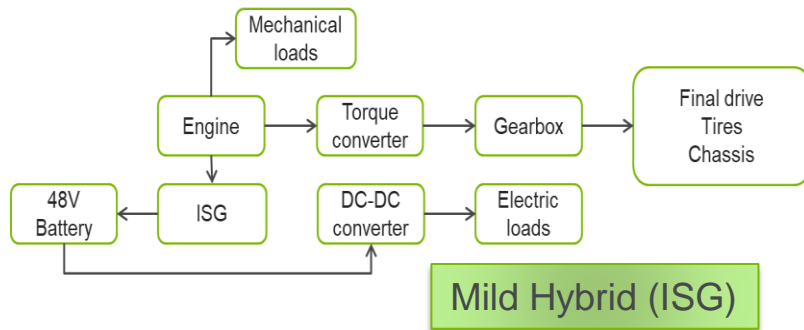 Mechanical
loads
Engine
Torque
converter
Gearbox
Final drive
Tires
Chassis
48V
Battery
ISG
DC-DC
converter
Electric
loads
Mild Hybrid (ISG)